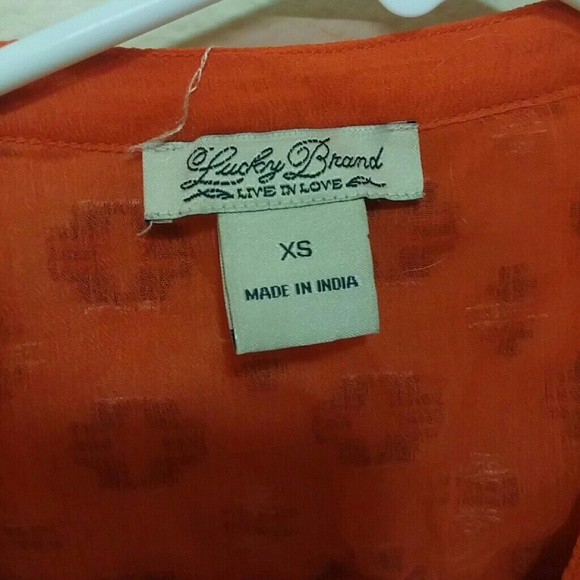 Lucky Brand
LIVE IN LOVE
XS
MADE IN INDIA